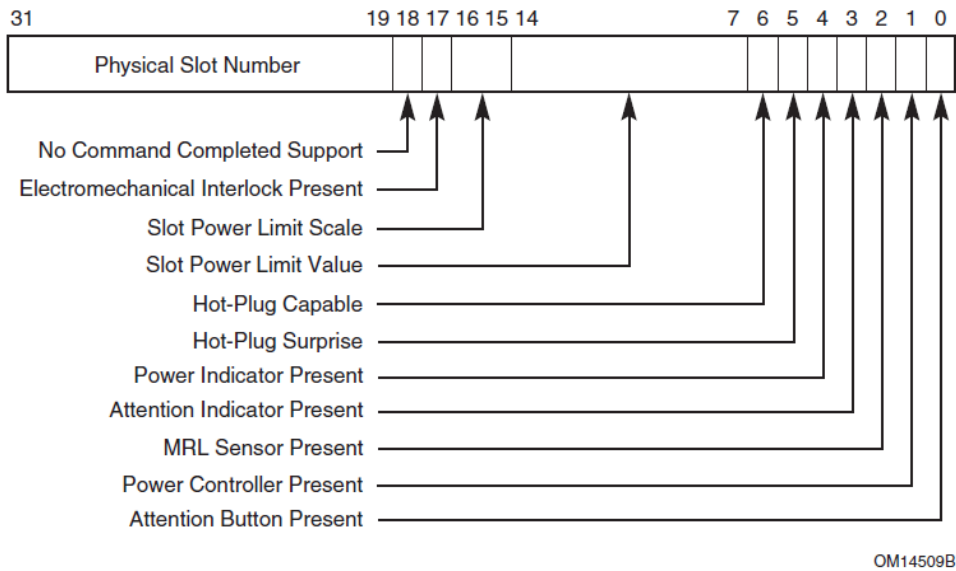 31 19 18 17 16 15 14 7 6 5 4 3 2 1 0
Physical Slot Number
No Command Completed Support
Electromechanical Interlock Present
Slot Power Limit Scale
Slot Power Limit Value
Hot-Plug Capable
Hot-Plug Surprise
Power Indicator Present
Attention Indicator Present
MRL Sensor Present
Power Controller Present
Attention Button Present
OM14509B